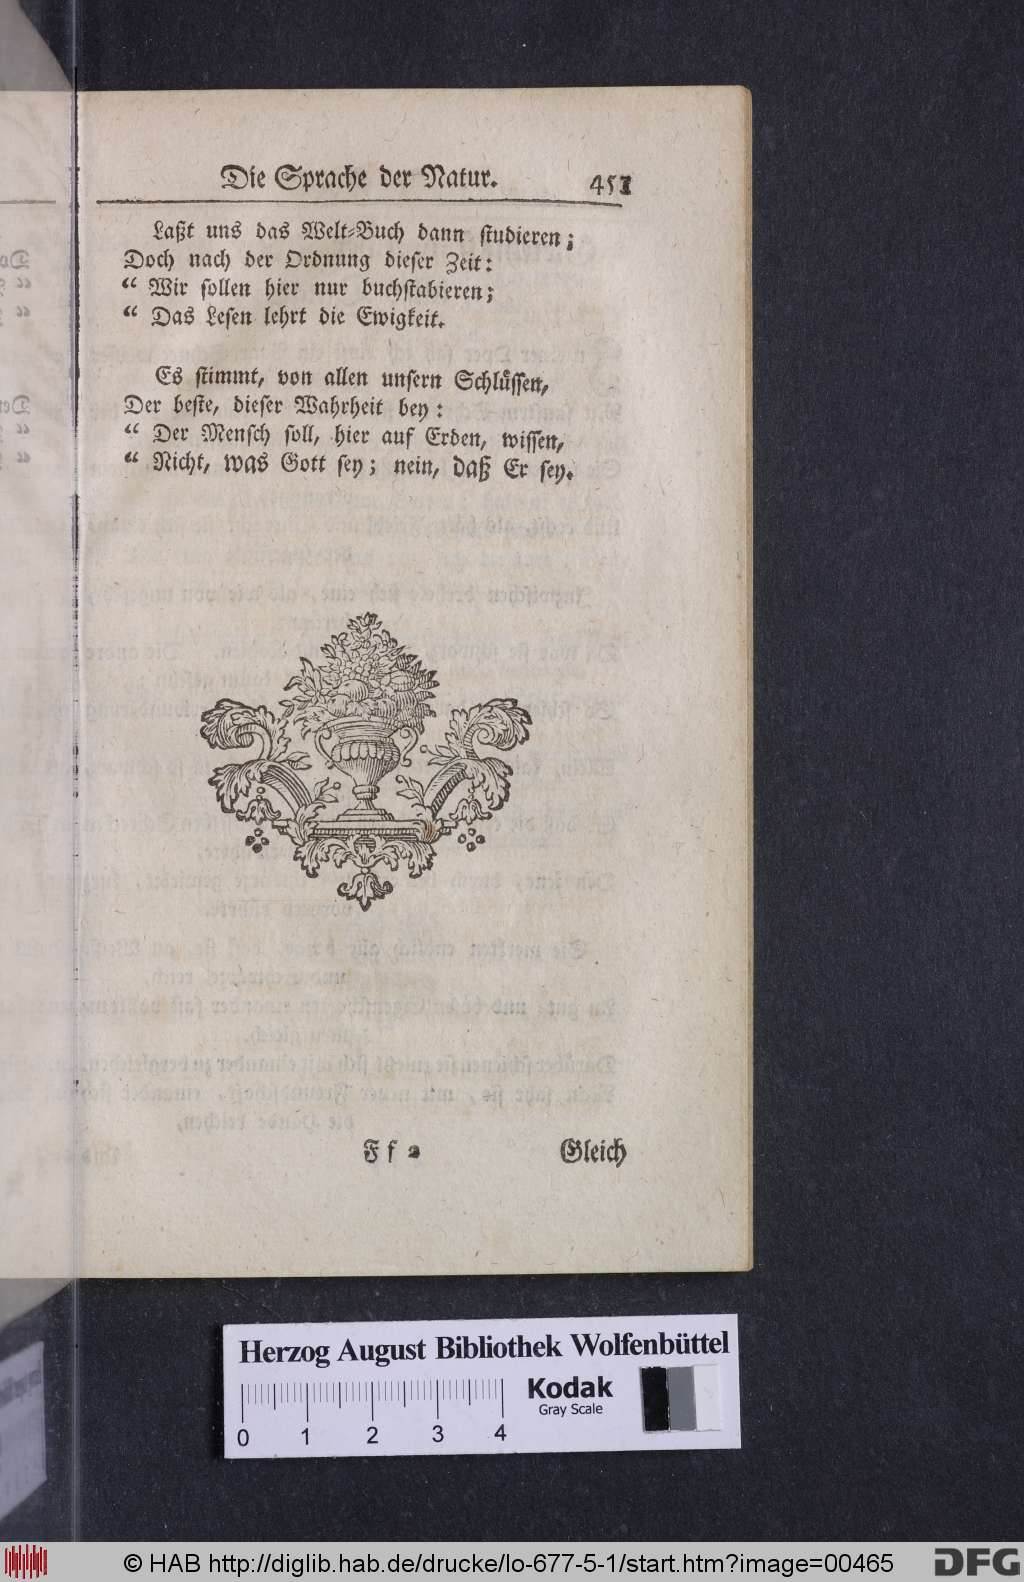 Die Sprache der Natur. 451
Laßt uns das Welt-Buch dann studieren;
Doch nach der Ordnung dieser Zeit:
“ Wir sollen hier nur buchstabieren;
“ Das Lesen lehrt die Ewigkeit.
Es stimmt, von allen unsern Schlüssen,
Der beste, dieser Wahrheit bey:
“ Der Mensch soll, hier auf Erden, wissen,
“ Nicht, was Gott sey; nein, daß Er sey.
F f 2 Gleich
Herzog August Bibliothek Wolfenbüttel
Kodak
Gray Scale
0 1 2 3 4
© HAB http://diglib.hab.de/drucke/lo-677-5-1/start.htm?image=00465
DFG